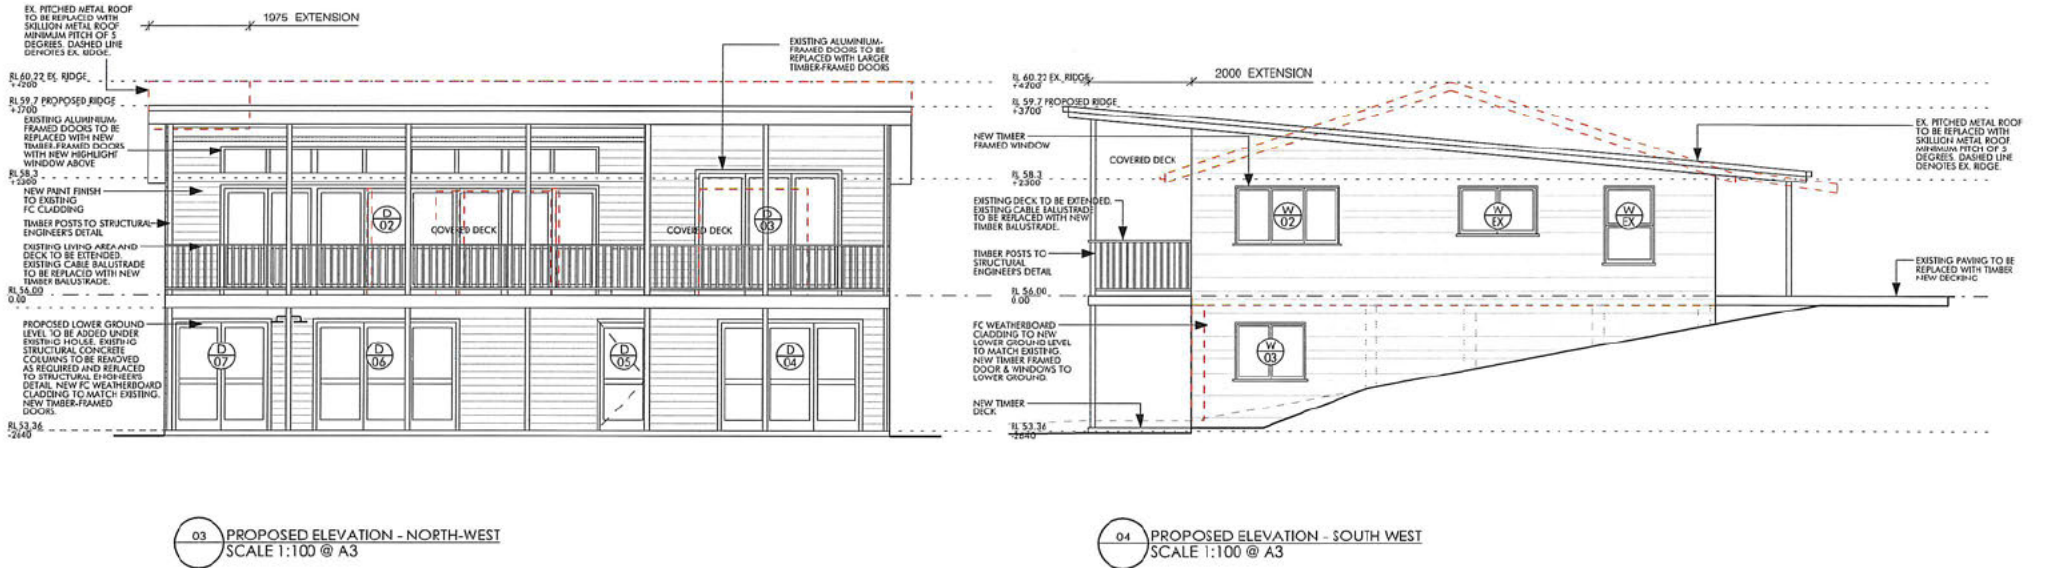 EX. PITCHED METAL ROOF
TO BE REPLACED WITH
SKILLION METAL ROOF.
MINIMUM PITCH OF 5
DEGREES. DASHED LINE
DENOTES EX. RIDGE.
1975 EXTENSION
EXISTING ALUMINIUM-
FRAMED DOORS TO BE
REPLACED WITH LARGER
TIMBER-FRAMED DOORS
RL 60.22 EX. RIDGE
+4200
RL 59.7 PROPOSED RIDGE
+3700
EXISTING ALUMINIUM-
FRAMED DOORS TO BE
REPLACED WITH NEW
TIMBER-FRAMED DOORS
WITH NEW HIGHLIGHT
WINDOW ABOVE
RL 58.3
+2300
NEW PAINT FINISH
TO EXISTING
FC CLADDING
TIMBER POSTS TO STRUCTURAL
ENGINEER'S DETAIL
EXISTING LIVING AREA AND
DECK TO BE EXTENDED.
EXISTING CABLE BALUSTRADE
TO BE REPLACED WITH NEW
TIMBER BALUSTRADE.
RL 56.00
0.00
PROPOSED LOWER GROUND
LEVEL TO BE ADDED UNDER
EXISTING HOUSE. EXISTING
STRUCTURAL CONCRETE
COLUMNS TO BE REMOVED
AS REQUIRED AND REPLACED
TO STRUCTURAL ENGINEERS
DETAIL. NEW FC WEATHERBOARD
CLADDING TO MATCH EXISTING.
NEW TIMBER-FRAMED
DOORS.
RL 53.36
-2640
D
02
COVERED DECK
COVERED DECK
D
03
D
07
D
06
D
05
D
04
03
PROPOSED ELEVATION - NORTH-WEST
SCALE 1:100 @ A3
RL 60.22 EX. RIDGE
+4200
2000 EXTENSION
RL 59.7 PROPOSED RIDGE
+3700
NEW TIMBER
FRAMED WINDOW
COVERED DECK
EX. PITCHED METAL ROOF
TO BE REPLACED WITH
SKILLION METAL ROOF.
MINIMUM PITCH OF 5
DEGREES. DASHED LINE
DENOTES EX. RIDGE.
RL 58.3
+2300
EXISTING DECK TO BE EXTENDED.
EXISTING CABLE BALUSTRADE
TO BE REPLACED WITH NEW
TIMBER BALUSTRADE.
W
02
W
EX
W
EX
TIMBER POSTS TO
STRUCTURAL
ENGINEER'S DETAIL
EXISTING PAVING TO BE
REPLACED WITH TIMBER
NEW DECKING
RL 56.00
0.00
FC WEATHERBOARD
CLADDING TO NEW
LOWER GROUND LEVEL
TO MATCH EXISTING.
NEW TIMBER FRAMED
DOOR & WINDOWS TO
LOWER GROUND.
W
03
NEW TIMBER
DECK
RL 53.36
-2640
04
PROPOSED ELEVATION - SOUTH WEST
SCALE 1:100 @ A3